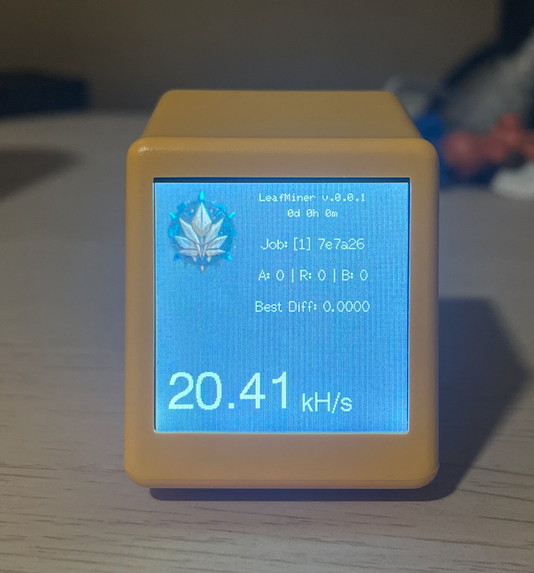 LeafMiner v.0.0.1
0d 0h 0m
Job: [1] 7e7a26
A: 0 | R: 0 | B: 0
Best Diff: 0.0000
20.41 kH/s